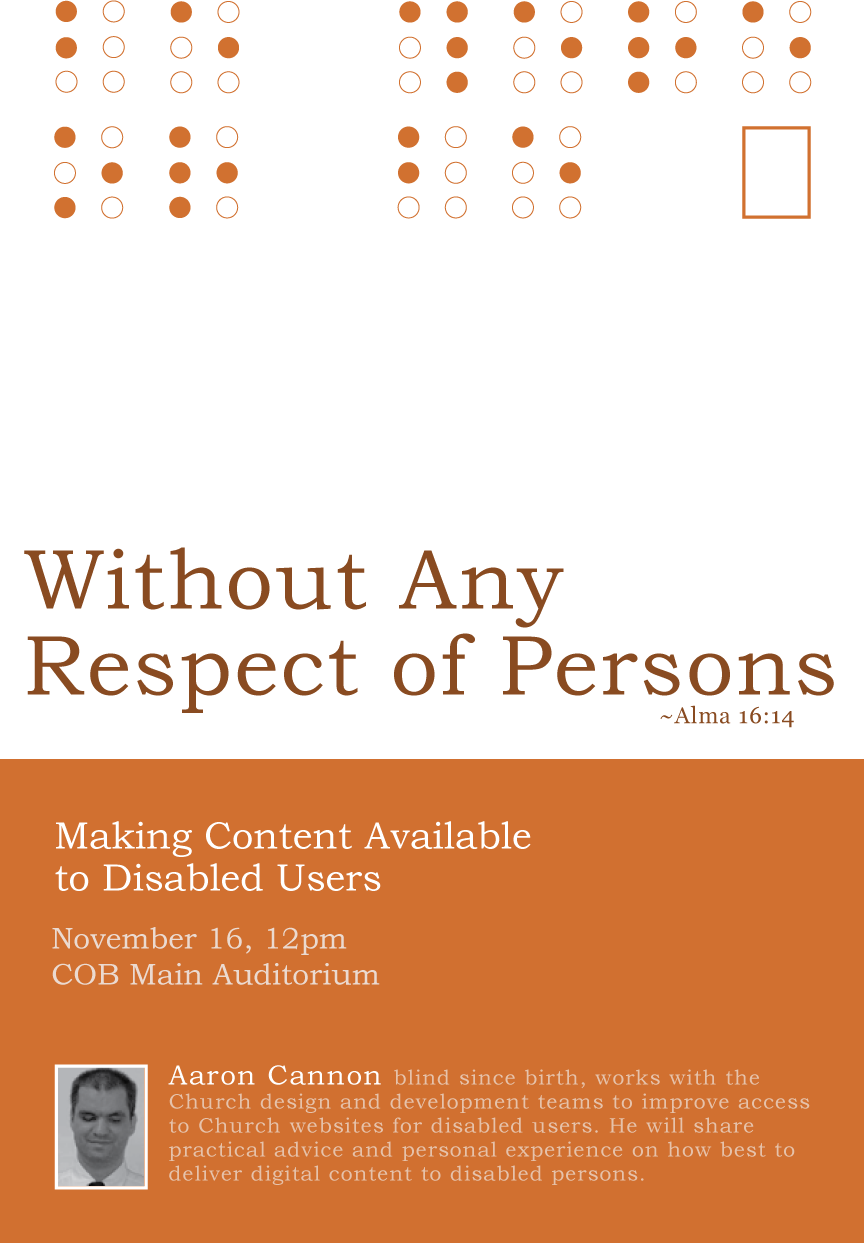 ⠃⠑ ⠹⠑⠗⠑
⠕⠗ ⠃⠑
Without Any
Respect of Persons
~Alma 16:14
Making Content Available
to Disabled Users
November 16, 12pm
COB Main Auditorium
Aaron Cannon blind since birth, works with the
Church design and development teams to improve access
to Church websites for disabled users. He will share
practical advice and personal experience on how best to
deliver digital content to disabled persons.